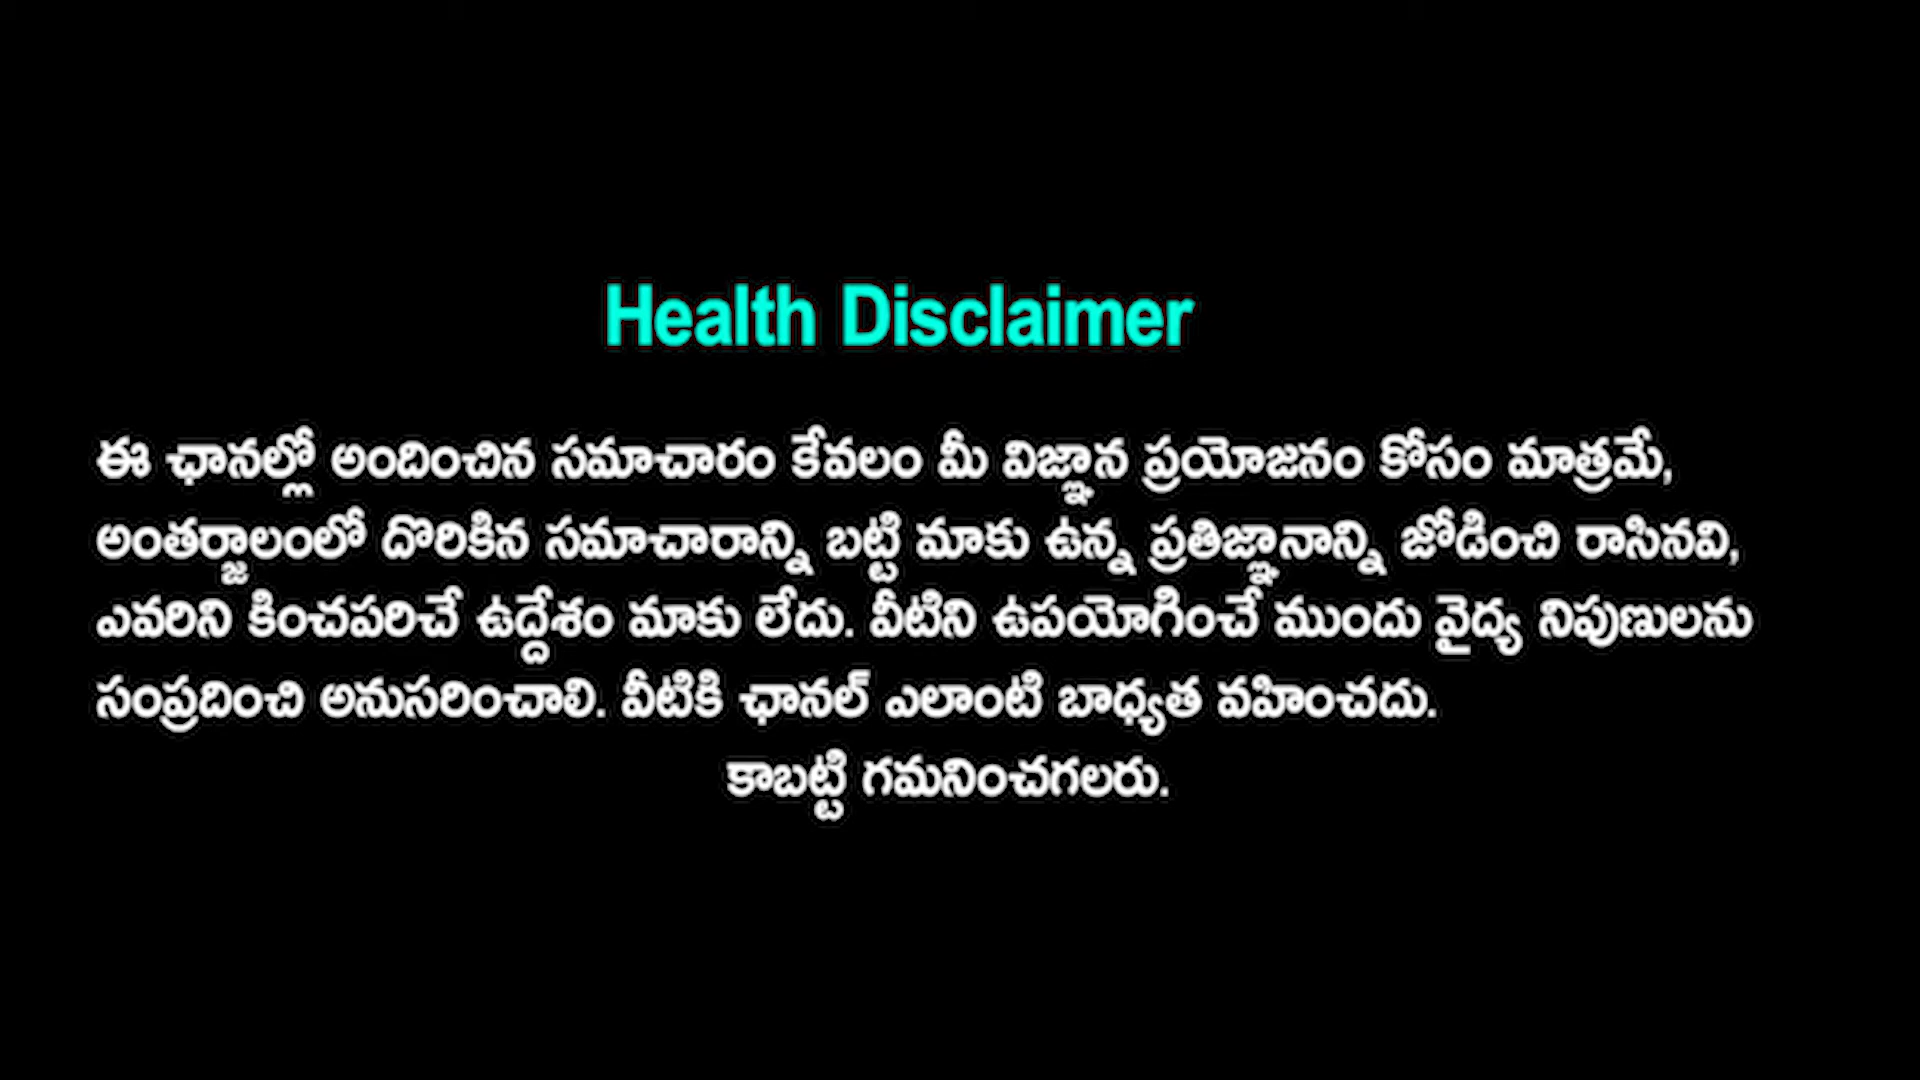 Health Disclaimer
ఈ ఛానల్లో అందించిన సమాచారం కేవలం మీ విజ్ఞాన ప్రయోజనం కోసం మాత్రమే,
అంతర్జాలంలో దొరికిన సమాచారాన్ని బట్టి మాకు ఉన్న ప్రతిజ్ఞానాన్ని జోడించి రాసినవి,
ఎవరిని కించపరిచే ఉద్దేశం మాకు లేదు. వీటిని ఉపయోగించే ముందు వైద్య నిపుణులను
సంప్రదించి అనుసరించాలి. వీటికి ఛానల్ ఎలాంటి బాధ్యత వహించదు.
కాబట్టి గమనించగలరు.